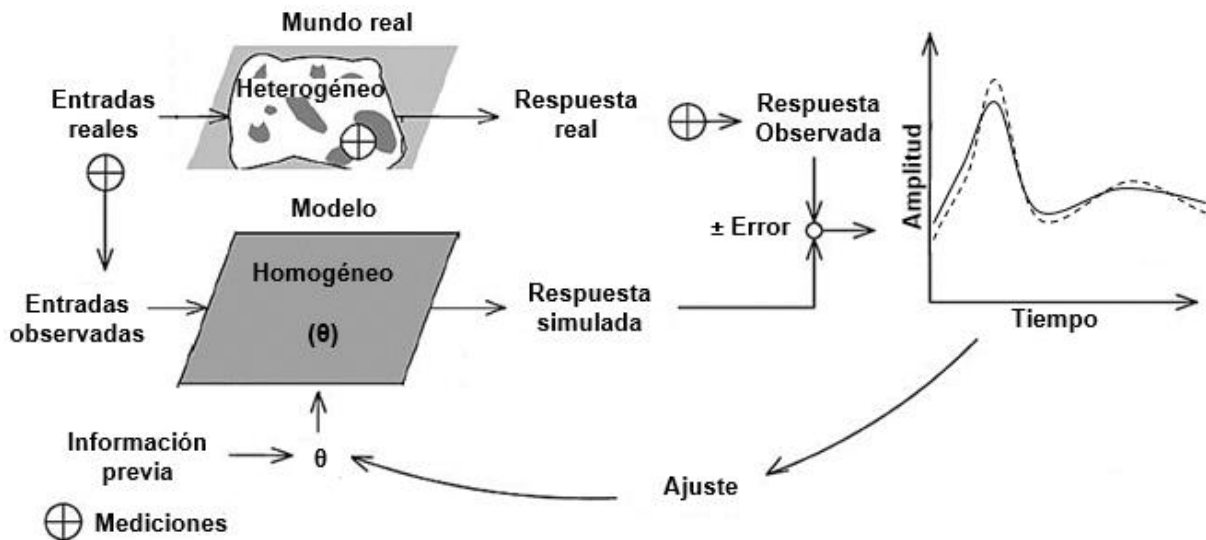 Mundo real
Entradas
reales
Heterogéneo
Respuesta
real
Respuesta
Observada
Amplitud
Modelo
± Error
Homogéneo
(θ)
Entradas
observadas
Respuesta
simulada
Tiempo
Información
previa
θ
Ajuste
Mediciones